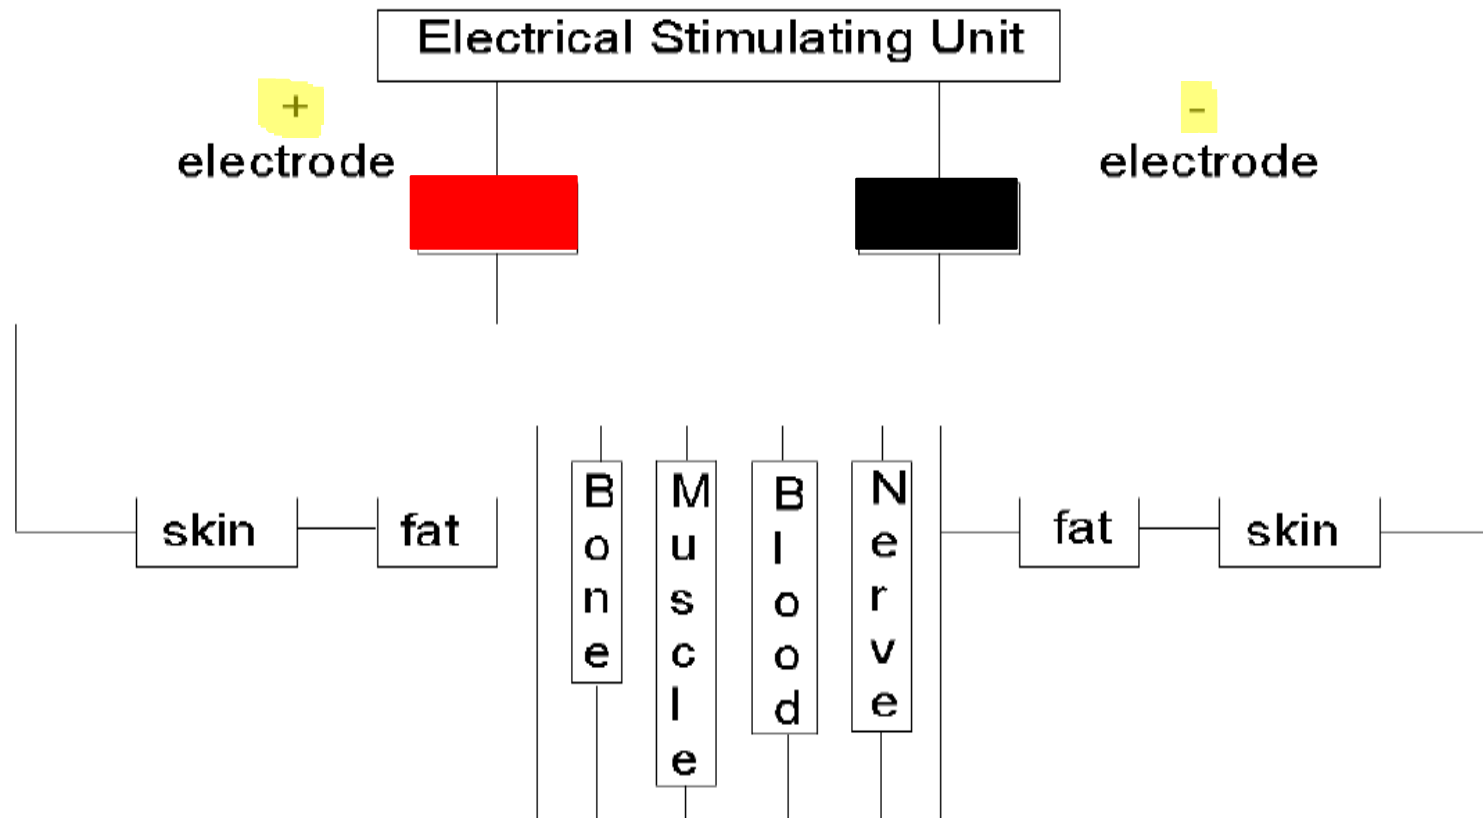 Electrical Stimulating Unit
+
electrode
-
electrode
skin
fat
Bone
Muscle
Blood
Nerve
fat
skin